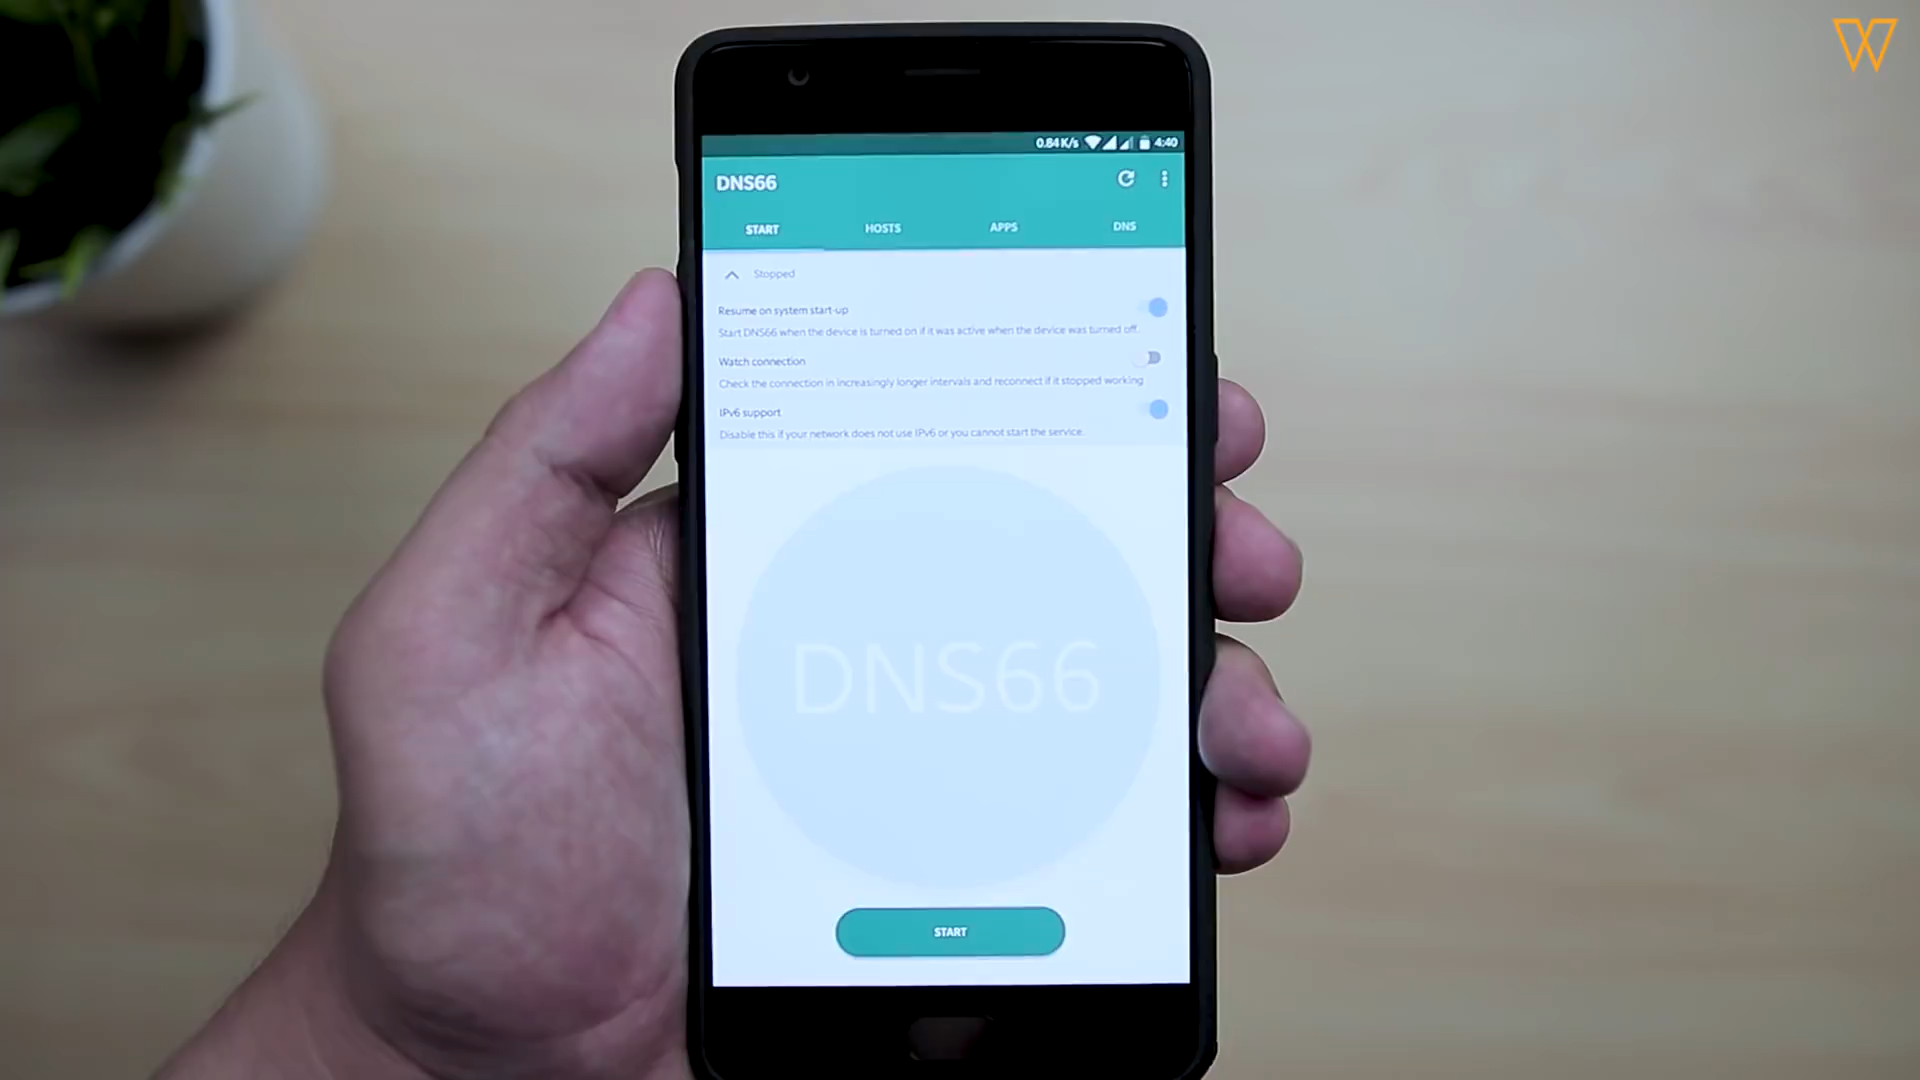 0.84K/s 4:40
DNS66
START HOSTS APPS DNS
Stopped
Resume on system start-up
Start DNS66 when the device is turned on if it was active when the device was turned off.
Watch connection
Check the connection in increasingly longer intervals and reconnect if it stopped working
IPv6 support
Disable this if your network does not use IPv6 or you cannot start the service.
DNS66
START